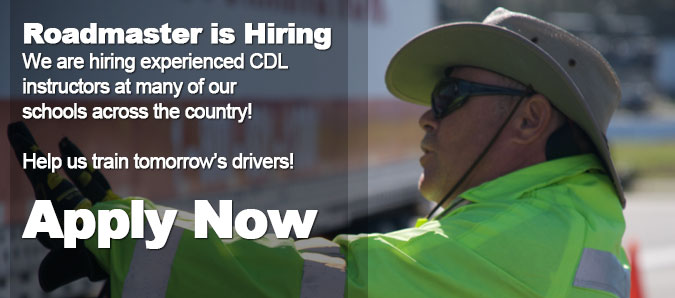 Roadmaster is Hiring
We are hiring experienced CDL
instructors at many of our
schools across the country!
Help us train tomorrow's drivers!
Apply Now